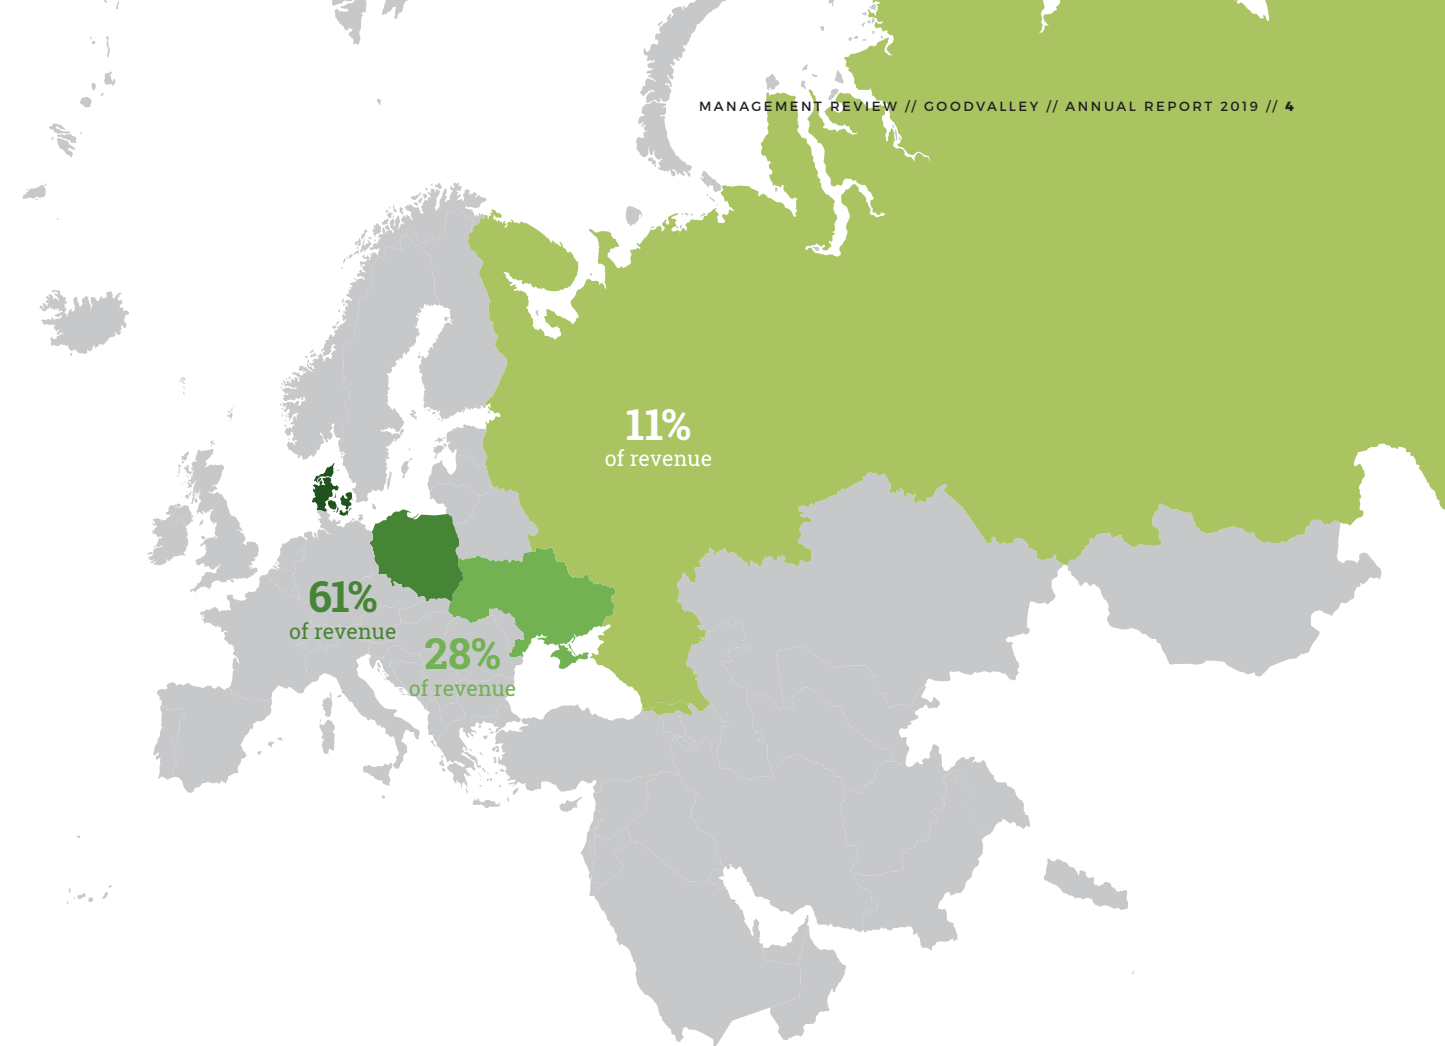 MANAGEMENT REVIEW // GOODVALLEY // ANNUAL REPORT 2019 // 4
11%
of revenue
61%
of revenue
28%
of revenue